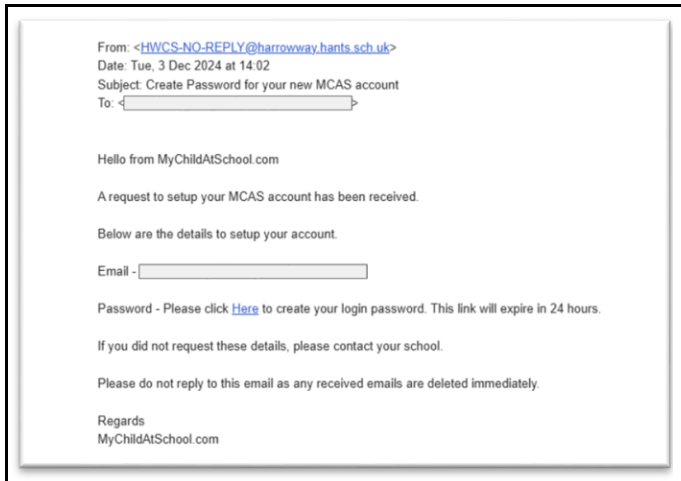 From: <HWCS-NO-REPLY@harrowway.hants.sch.uk>
Date: Tue, 3 Dec 2024 at 14:02
Subject: Create Password for your new MCAS account
To: < >
Hello from MyChildAtSchool.com
A request to setup your MCAS account has been received.
Below are the details to setup your account.
Email -
Password - Please click Here to create your login password. This link will expire in 24 hours.
If you did not request these details, please contact your school.
Please do not reply to this email as any received emails are deleted immediately.
Regards
MyChildAtSchool.com